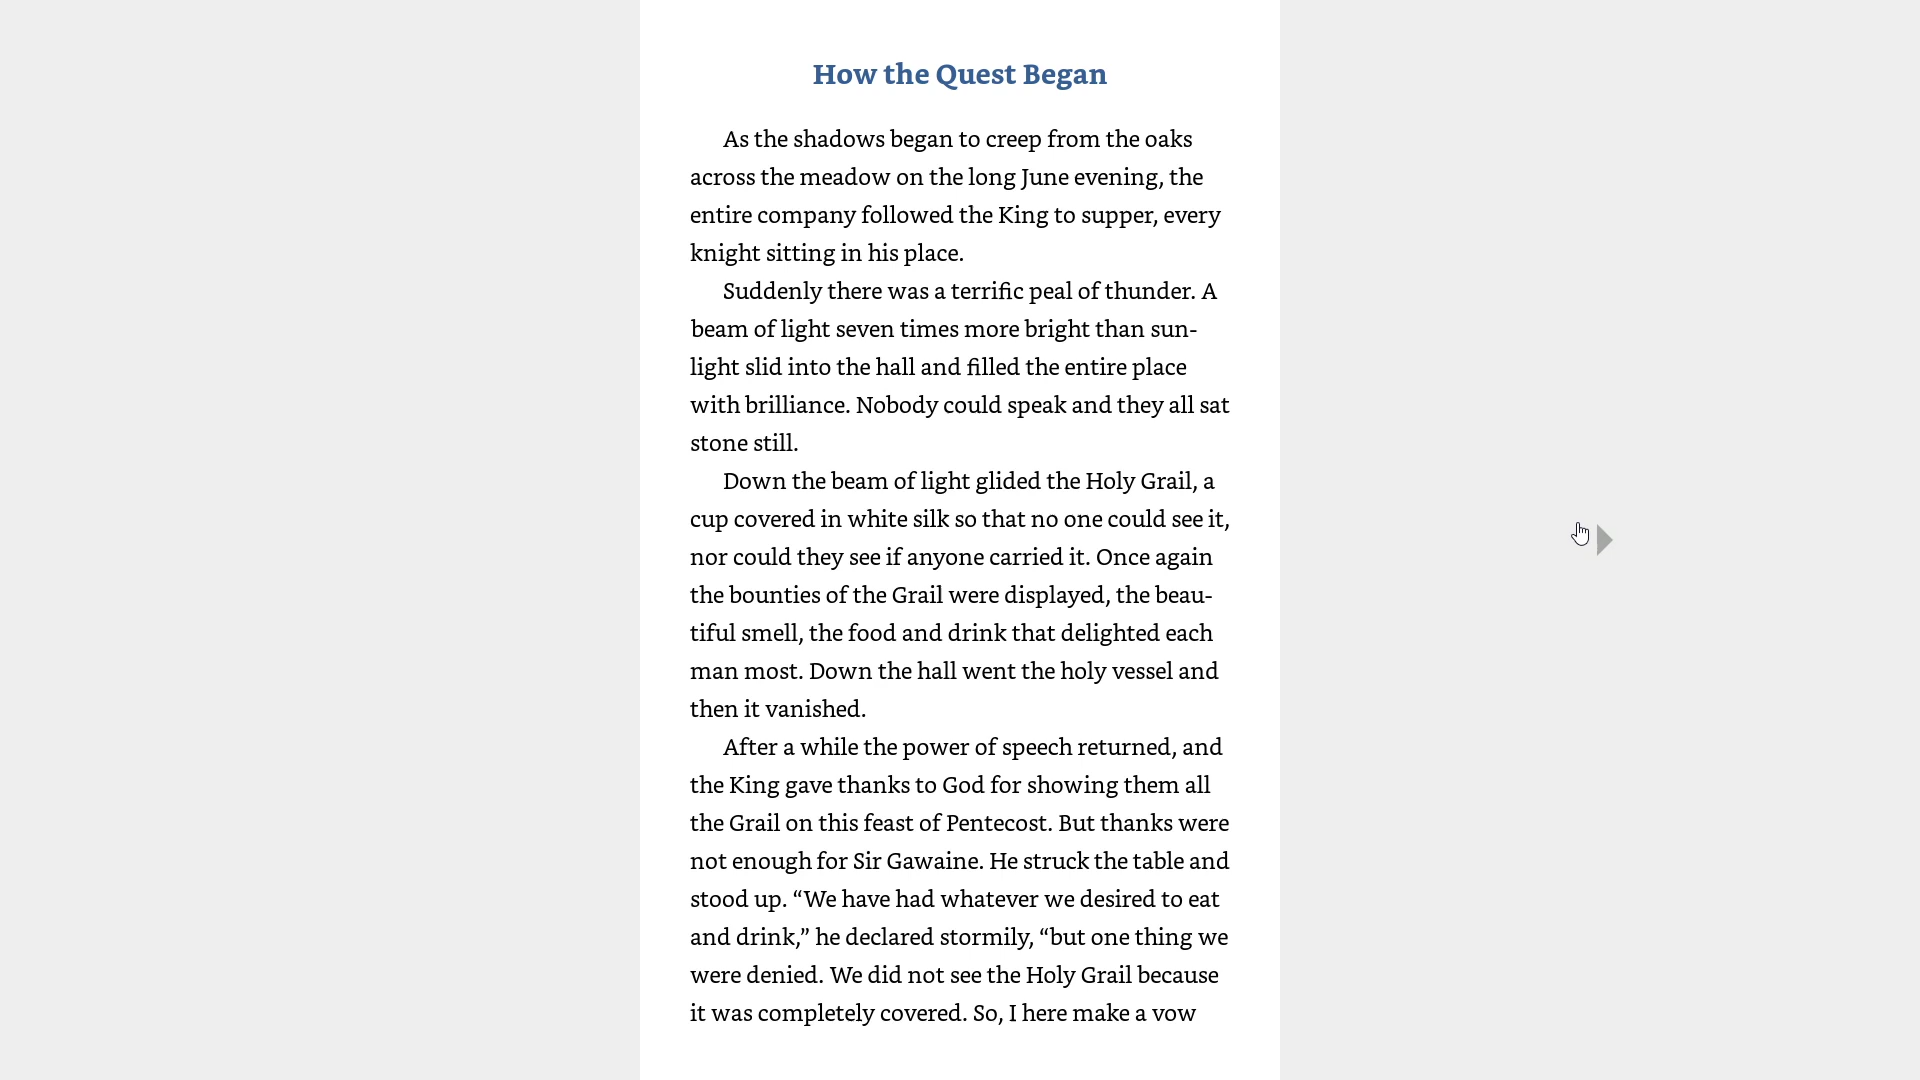 How the Quest Began
As the shadows began to creep from the oaks
across the meadow on the long June evening, the
entire company followed the King to supper, every
knight sitting in his place.
Suddenly there was a terrific peal of thunder. A
beam of light seven times more bright than sun-
light slid into the hall and filled the entire place
with brilliance. Nobody could speak and they all sat
stone still.
Down the beam of light glided the Holy Grail, a
cup covered in white silk so that no one could see it,
nor could they see if anyone carried it. Once again
the bounties of the Grail were displayed, the beau-
tiful smell, the food and drink that delighted each
man most. Down the hall went the holy vessel and
then it vanished.
After a while the power of speech returned, and
the King gave thanks to God for showing them all
the Grail on this feast of Pentecost. But thanks were
not enough for Sir Gawaine. He struck the table and
stood up. “We have had whatever we desired to eat
and drink,” he declared stormily, “but one thing we
were denied. We did not see the Holy Grail because
it was completely covered. So, I here make a vow